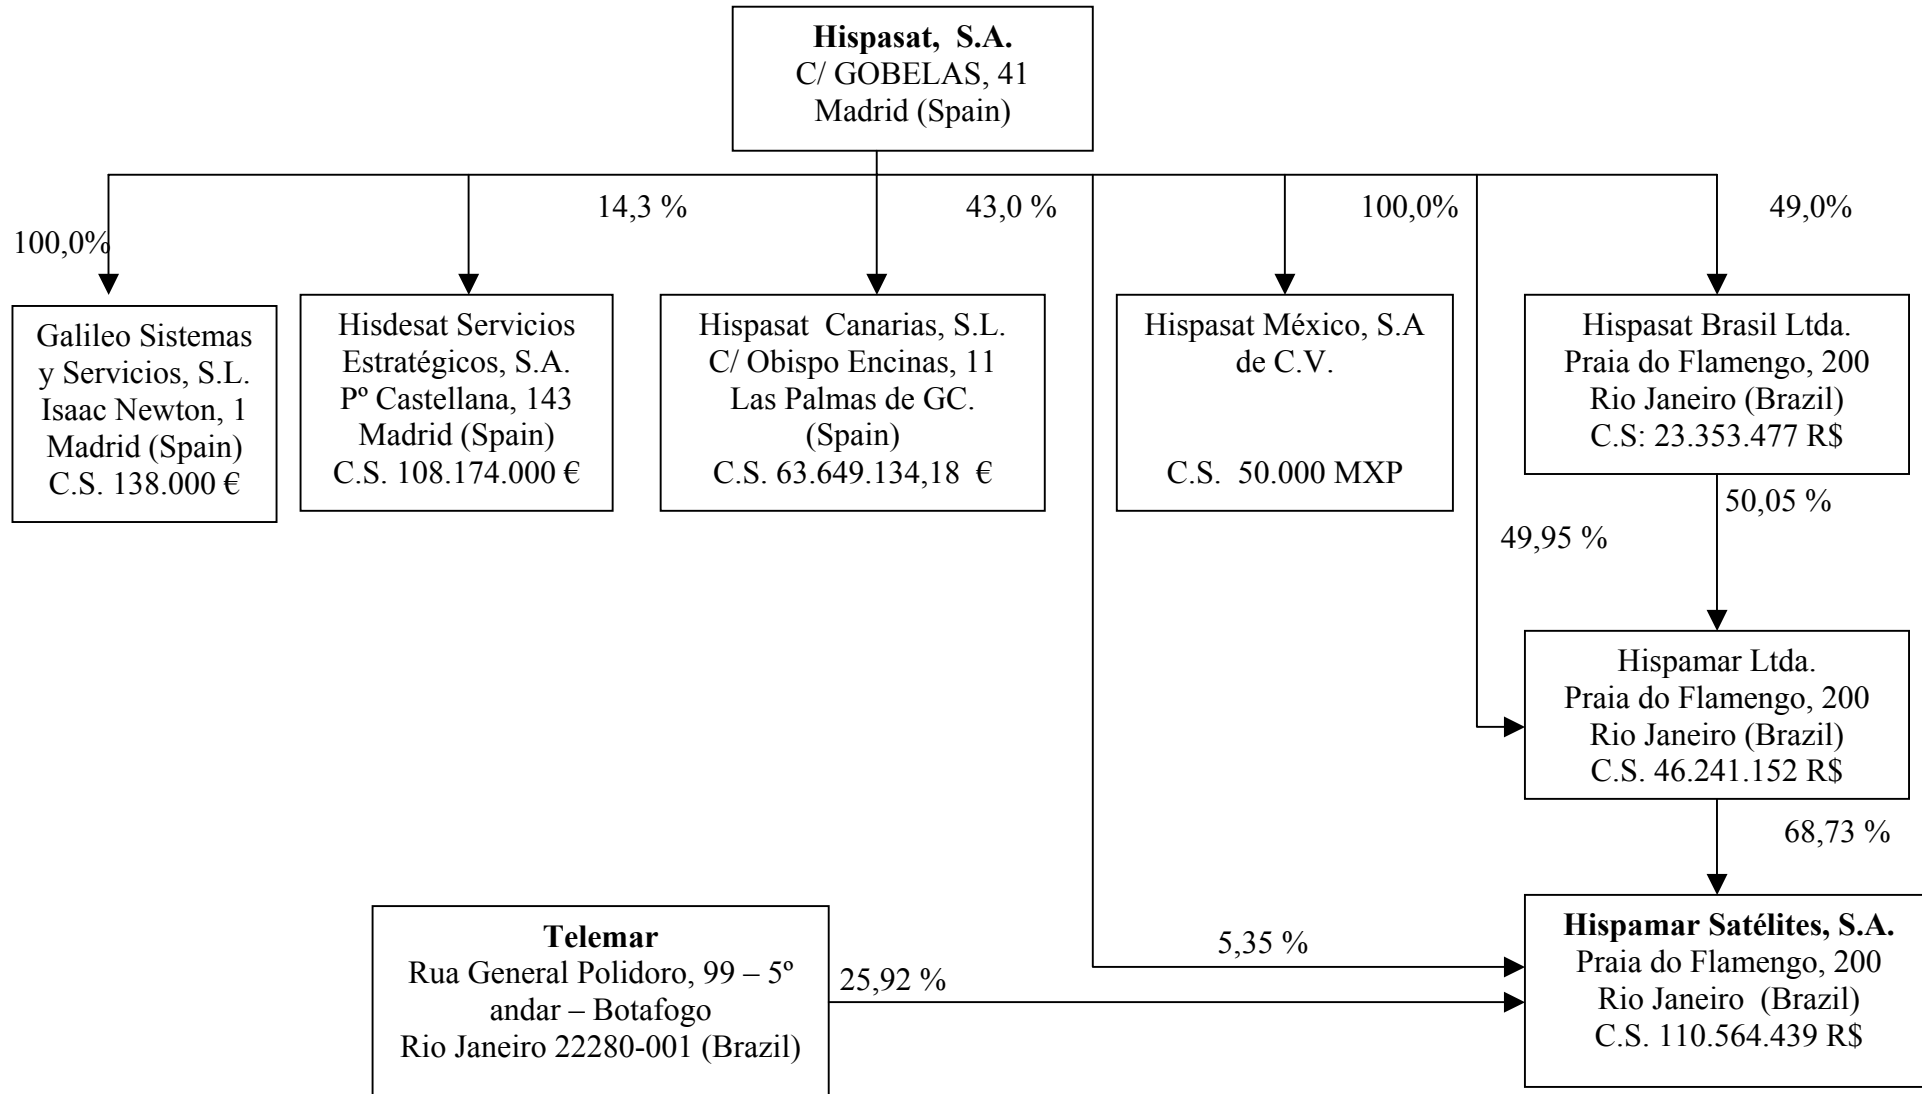 Hispasat, S.A.
C/ GOBELAS, 41
Madrid (Spain)
100,0%
14,3 %
43,0 %
100,0%
49,0%
Galileo Sistemas
y Servicios, S.L.
Isaac Newton, 1
Madrid (Spain)
C.S. 138.000 €
Hisdesat Servicios
Estratégicos, S.A.
Pº Castellana, 143
Madrid (Spain)
C.S. 108.174.000 €
Hispasat Canarias, S.L.
C/ Obispo Encinas, 11
Las Palmas de GC.
(Spain)
C.S. 63.649.134,18 €
Hispasat México, S.A
de C.V.
C.S. 50.000 MXP
Hispasat Brasil Ltda.
Praia do Flamengo, 200
Rio Janeiro (Brazil)
C.S: 23.353.477 R$
50,05 %
49,95 %
Hispamar Ltda.
Praia do Flamengo, 200
Rio Janeiro (Brazil)
C.S. 46.241.152 R$
68,73 %
Telemar
Rua General Polidoro, 99 – 5º
andar – Botafogo
Rio Janeiro 22280-001 (Brazil)
25,92 %
5,35 %
Hispamar Satélites, S.A.
Praia do Flamengo, 200
Rio Janeiro (Brazil)
C.S. 110.564.439 R$